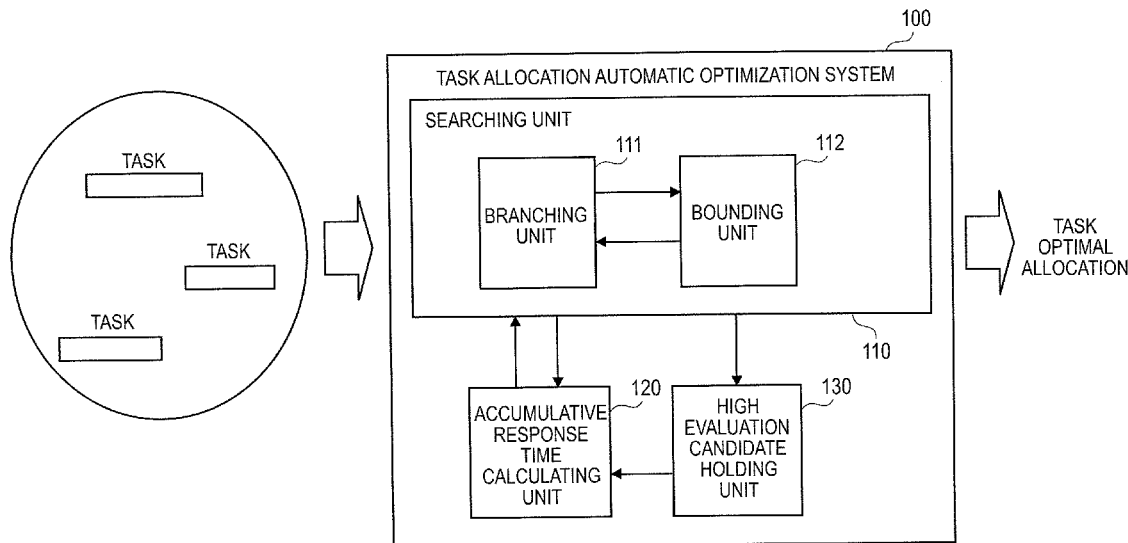 100
TASK ALLOCATION AUTOMATIC OPTIMIZATION SYSTEM
SEARCHING UNIT
111
112
TASK
TASK
TASK
BRANCHING
UNIT
BOUNDING
UNIT
TASK
OPTIMAL
ALLOCATION
110
120
130
ACCUMULATIVE
RESPONSE
TIME
CALCULATING
UNIT
HIGH
EVALUATION
CANDIDATE
HOLDING
UNIT